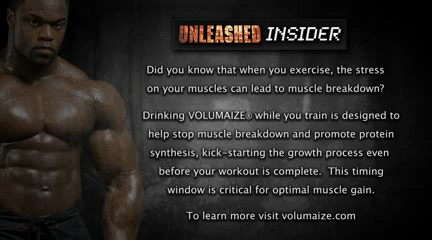 UNLEASHED INSIDER
Did you know that when you exercise, the stress
on your muscles can lead to muscle breakdown?
Drinking VOLUMAIZE® while you train is designed to
help stop muscle breakdown and promote protein
synthesis, kick-starting the growth process even
before your workout is complete. This timing
window is critical for optimal muscle gain.
To learn more visit volumaize.com